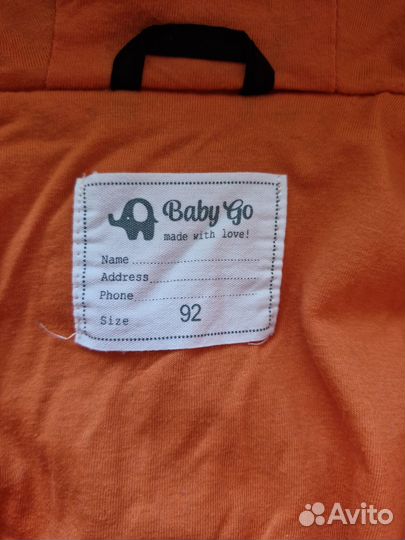 Baby Go
made with love!
Name
Address
Phone
Size 92
Avito